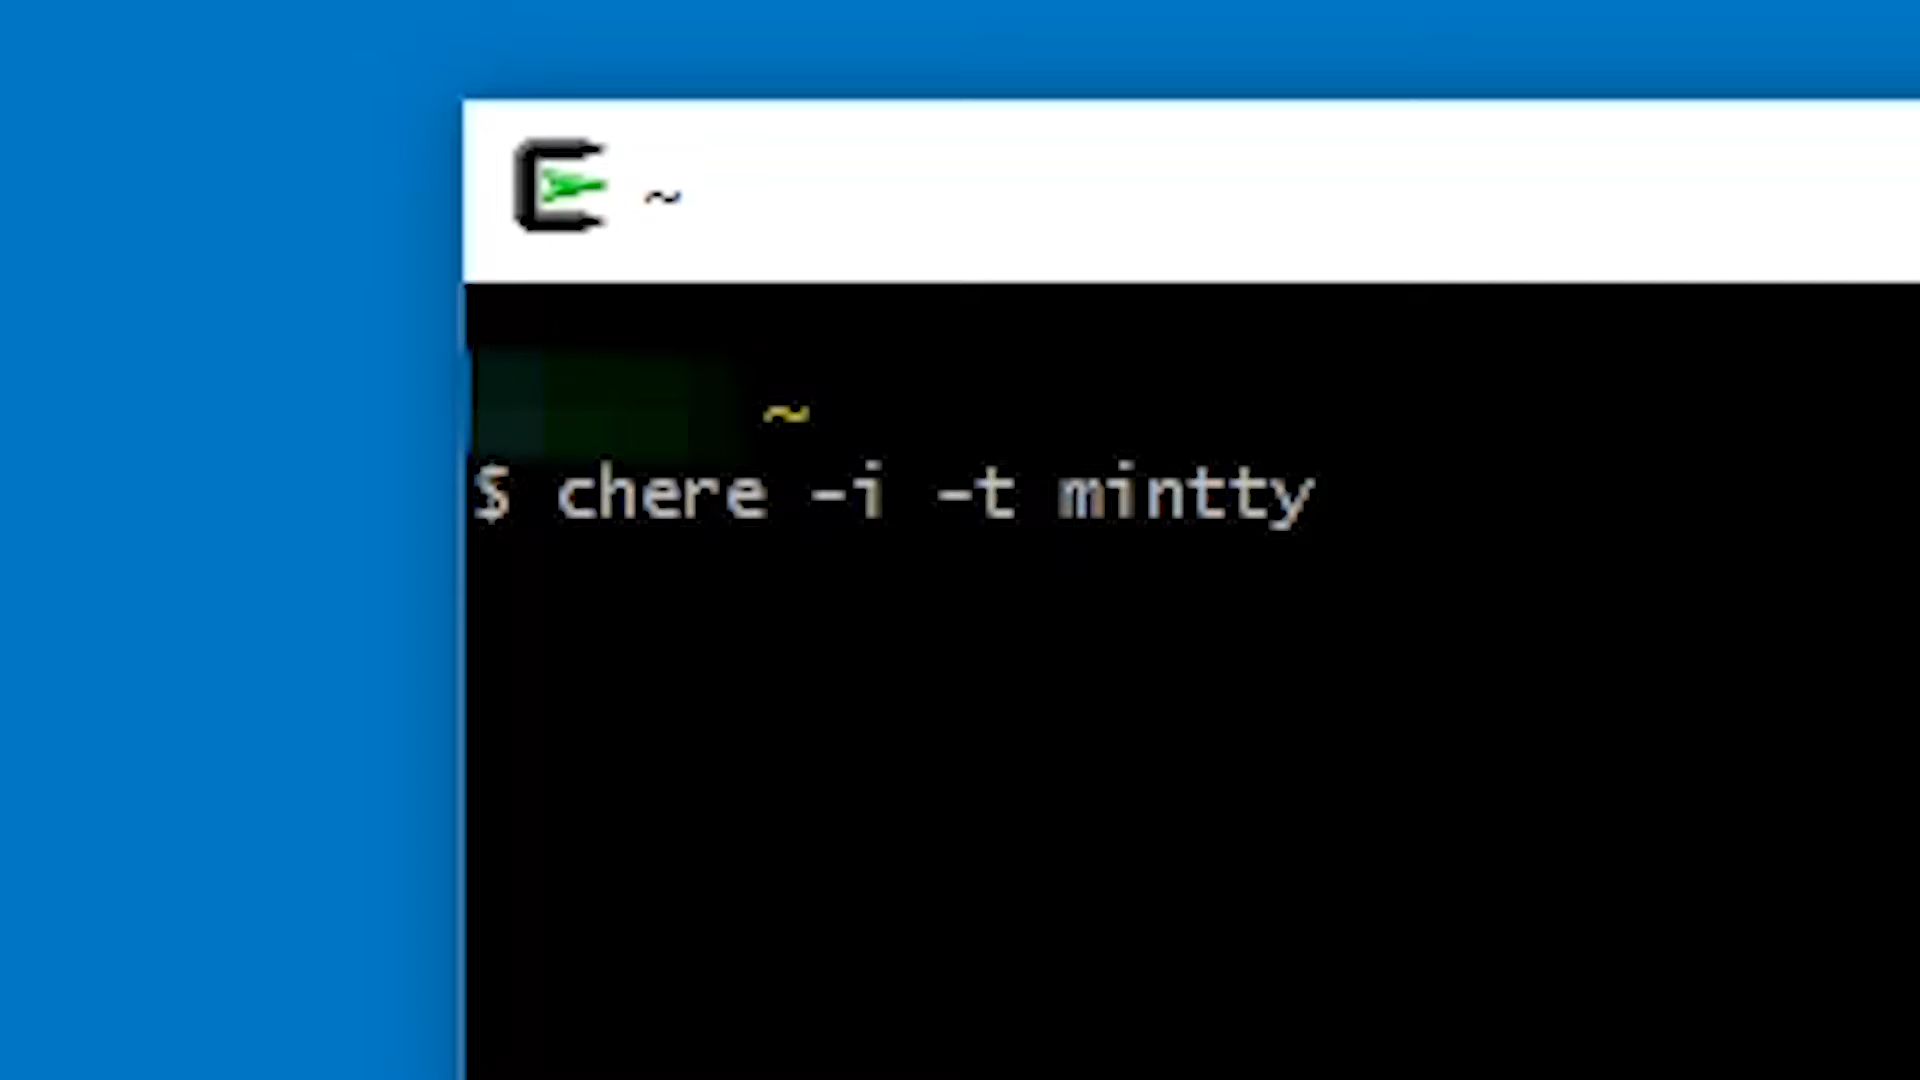 ~
~
$ chere -i -t mintty